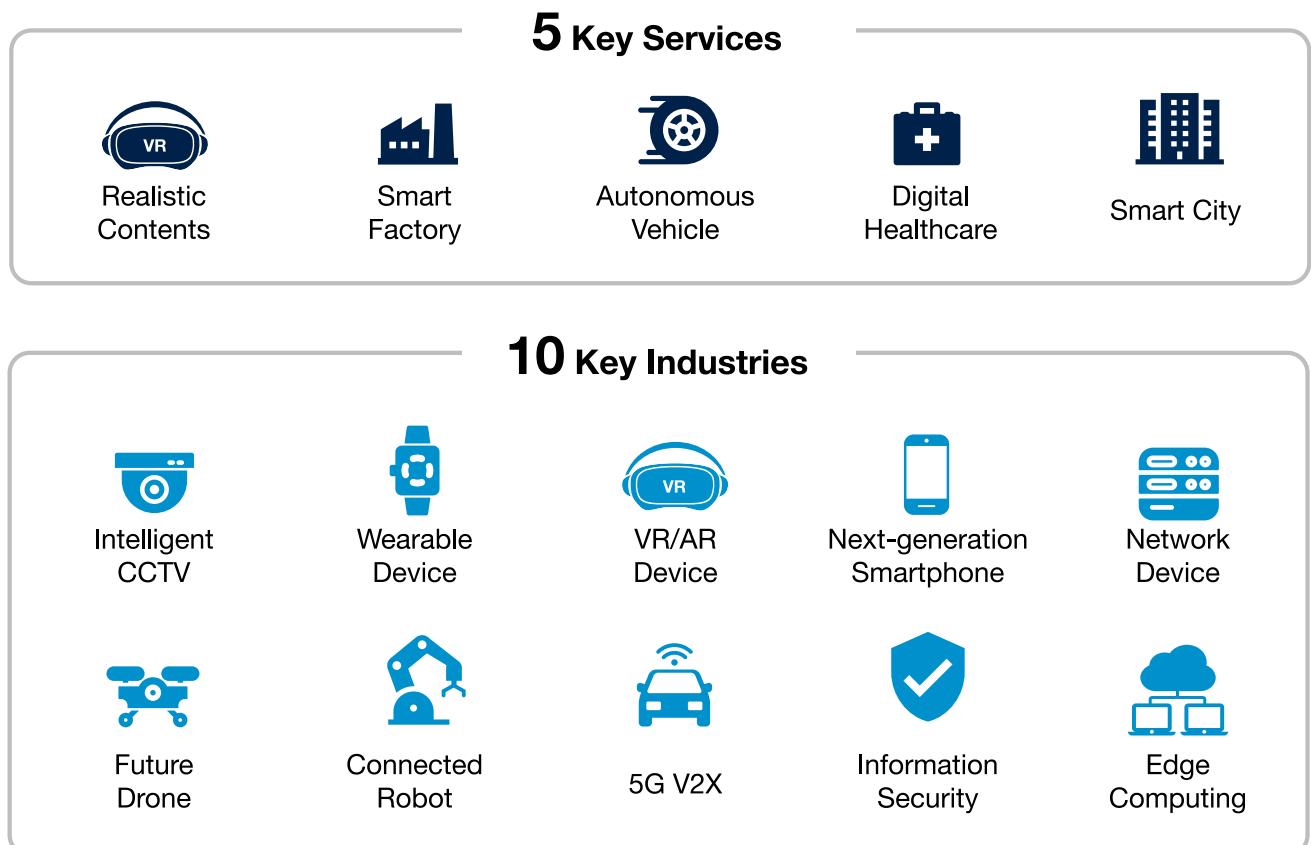 5 Key Services
VR
Realistic
Contents
Smart
Factory
Autonomous
Vehicle
Digital
Healthcare
Smart City
10 Key Industries
Intelligent
CCTV
Wearable
Device
VR
VR/AR
Device
Next-generation
Smartphone
Network
Device
Future
Drone
Connected
Robot
5G V2X
Information
Security
Edge
Computing